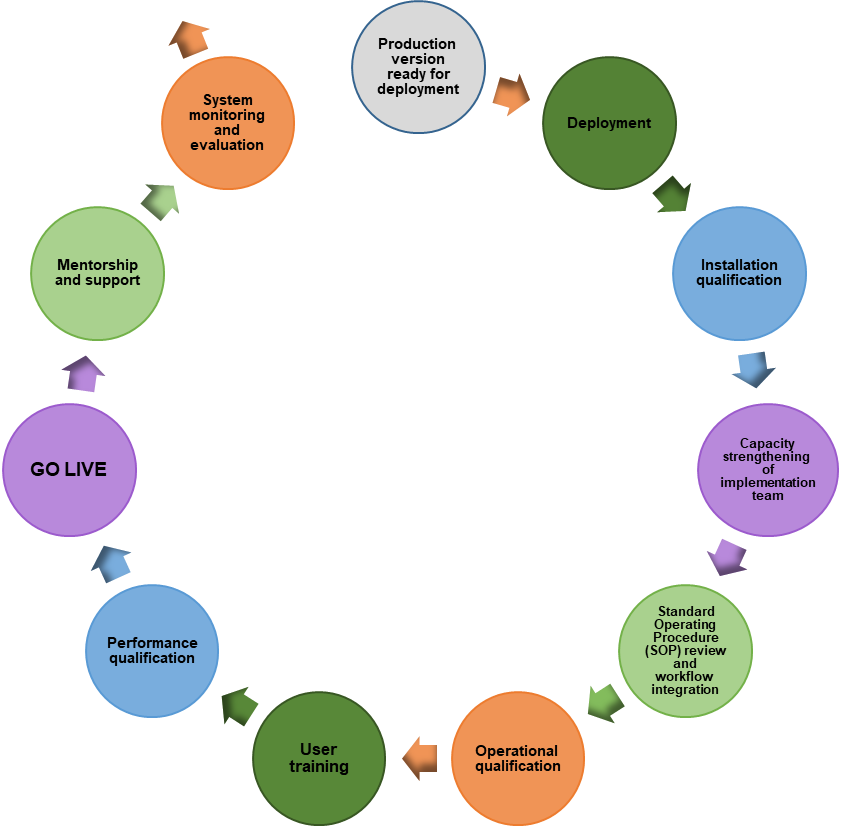 Production
version
ready for
deployment
Deployment
Installation
qualification
Capacity
strengthening
of
implementation
team
Standard
Operating
Procedure
(SOP) review
and
workflow
integration
Operational
qualification
User
training
Performance
qualification
GO LIVE
Mentorship
and support
System
monitoring
and
evaluation